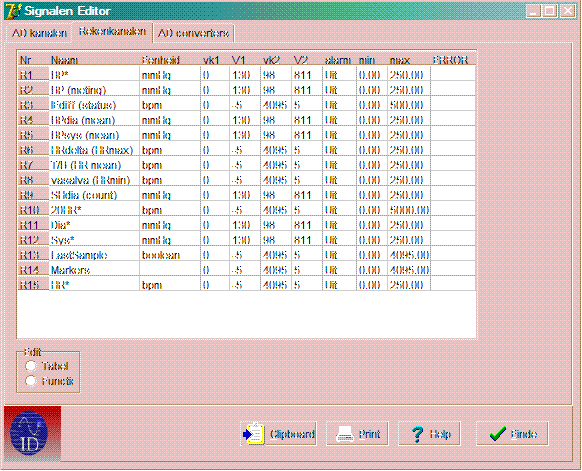 Signalen Editor
AD kanalen Rekenkanalen AD converters
Nr Naam Eenheid vk1 V1 vk2 V2 alarm min max ERROR
R1 BP* mmHg 0 130 98 811 Uit 0.00 250.00
R2 BP (meting) mmHg 0 130 98 811 Uit 0.00 250.00
R3 (status) bpm 0 -5 4095 5 Uit 0.00 500.00
R4 BPdia (mean) mmHg 0 130 98 811 Uit 0.00 250.00
R5 BPsys (mean) mmHg 0 130 98 811 Uit 0.00 250.00
R6 HRdelta (HRmax) bpm 0 -5 4095 5 Uit 0.00 250.00
R7 T/B (HR mean) bpm 0 -5 4095 5 Uit 0.00 250.00
R8 vasalva (HRmin) bpm 0 -5 4095 5 Uit 0.00 250.00
R9 SHdia (count) mmHg 0 130 98 811 Uit 0.00 250.00
R10 20HR* bpm 0 -5 4095 5 Uit 0.00 5000.00
R11 Dia* mmHg 0 130 98 811 Uit 0.00 250.00
R12 Sys* mmHg 0 130 98 811 Uit 0.00 250.00
R13 LastSample boolean 0 -5 4095 5 Uit 0.00 4095.00
R14 Markers 0 -5 4095 5 Uit 0.00 4095.00
R15 HR* bpm 0 -5 4095 5 Uit 0.00 250.00
Edit
Tabel
Functie
ID
Clipboard Print Help Einde